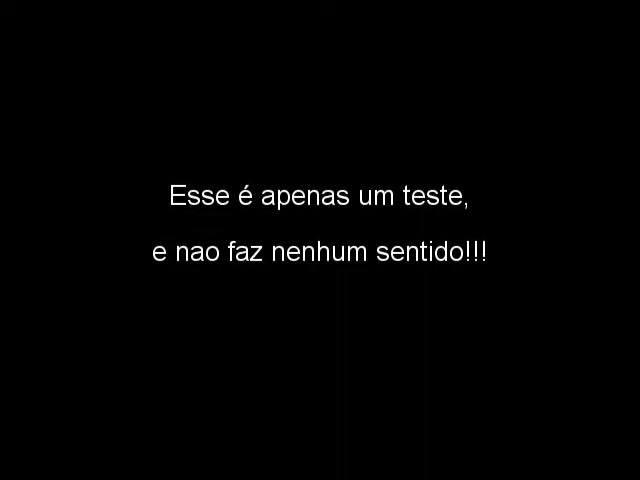 Esse é apenas um teste,
e nao faz nenhum sentido!!!